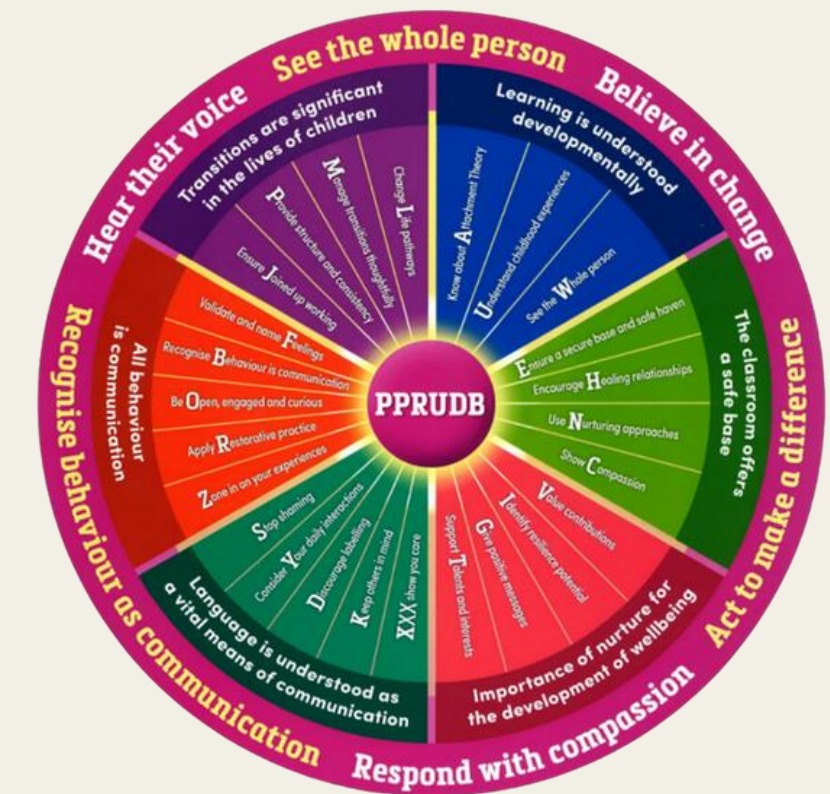 Hear their voice
See the whole person
Believe in change
Act to make a difference
Respond with compassion
Recognise behaviour as communication
PPRUDB
Learning is understood
developmentally
Know about Attachment Theory
Understand childhood experiences
See the Whole person
The classroom offers
a safe base
Ensure a secure base and safe haven
Encourage Healing relationships
Use Nurturing approaches
Show Compassion
Importance of nurture for
the development of wellbeing
Value contributions
Identify resilience potential
Give positive messages
Support Talents and interests
Language is understood as
a vital means of communication
XXX show you care
Keep others in mind
Discourage labelling
Consider Your daily interactions
Stop shaming
All behaviour
is communication
Zone in on your experiences
Apply Restorative practice
Be Open, engaged and curious
Recognise Behaviour is communication
Validate and name Feelings
Transitions are significant
in the lives of children
Ensure Joined up working
Provide structure and consistency
Manage transitions thoughtfully
Change Life pathways